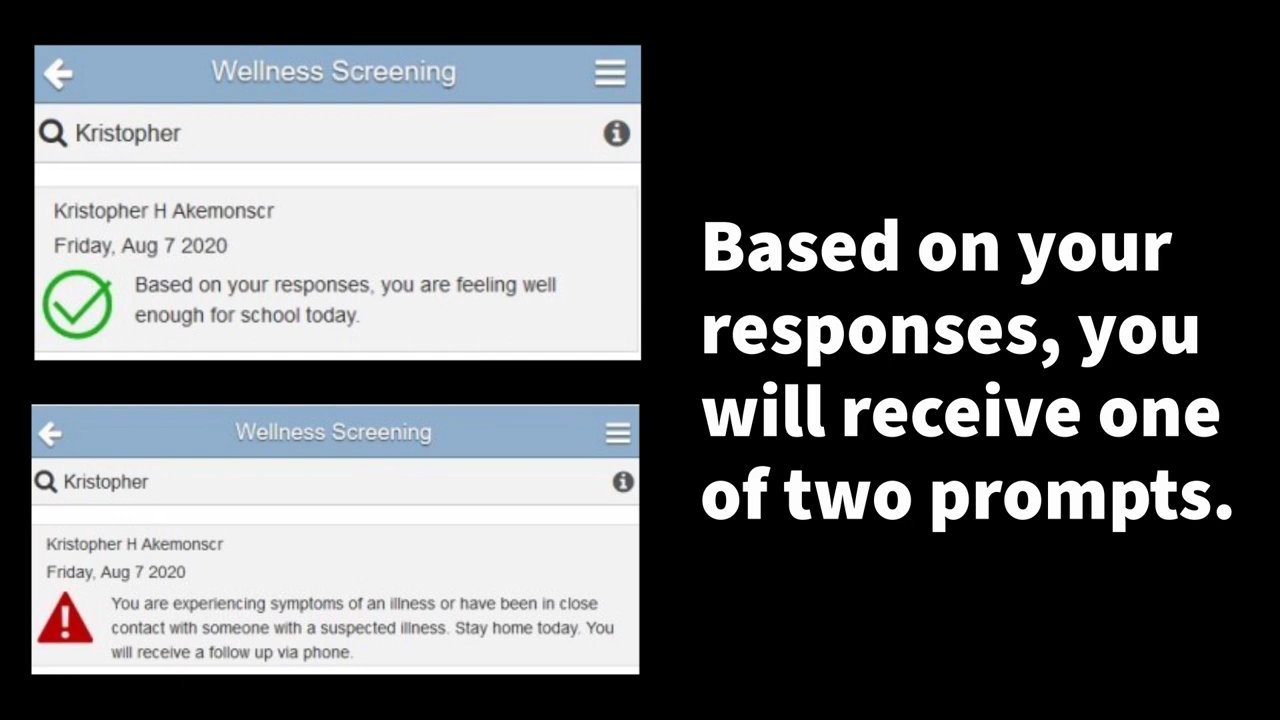 Wellness Screening
Kristopher
Kristopher H Akemonscr
Friday, Aug 7 2020
Based on your responses, you are feeling well
enough for school today.
Wellness Screening
Kristopher
Kristopher H Akemonscr
Friday, Aug 7 2020
You are experiencing symptoms of an illness or have been in close
contact with someone with a suspected illness. Stay home today. You
will receive a follow up via phone.
Based on your
responses, you
will receive one
of two prompts.